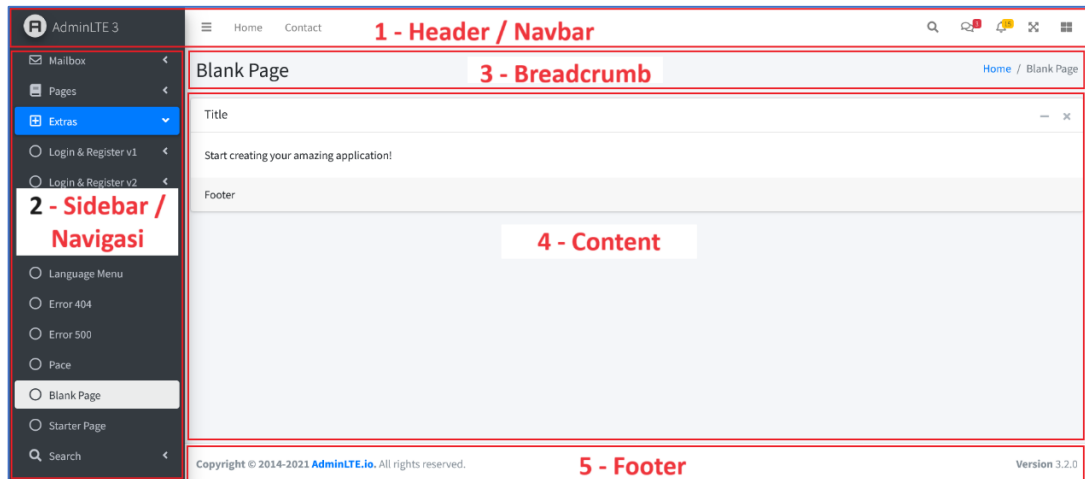 AdminLTE 3
Home Contact
1 - Header / Navbar
3
15
Mailbox
Pages
Extras
Login & Register v1
Login & Register v2
2 - Sidebar /
Navigasi
Language Menu
Error 404
Error 500
Pace
Blank Page
Starter Page
Search
Blank Page
3 - Breadcrumb
Home / Blank Page
Title
Start creating your amazing application!
Footer
4 - Content
Copyright © 2014-2021 AdminLTE.io. All rights reserved.
5 - Footer
Version 3.2.0